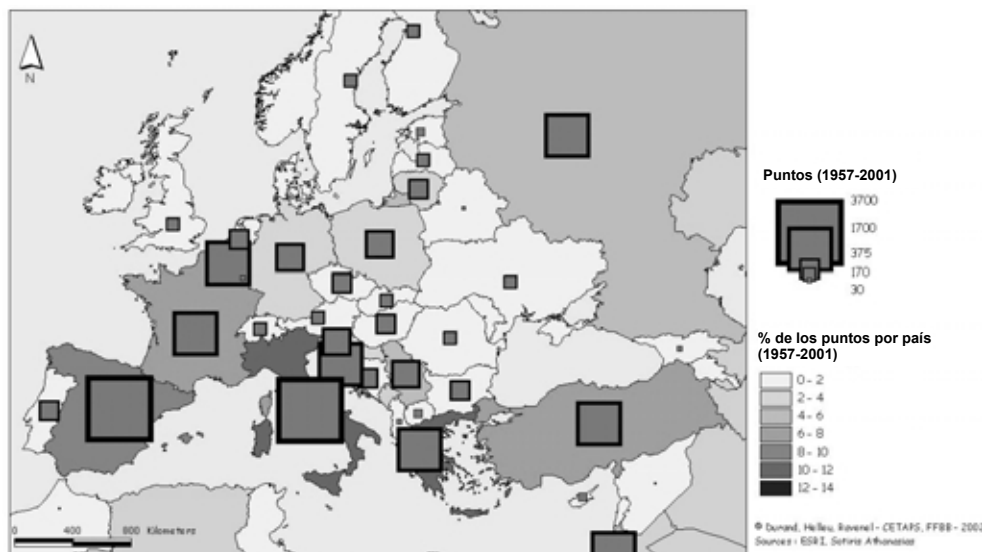 N
Puntos (1957-2001)
3700
1700
375
170
30
% de los puntos por país
(1957-2001)
0 - 2
2 - 4
4 - 6
6 - 8
8 - 10
10 - 12
12 - 14
0 400 800 Kilometers
© Durand, Helleu, Ravenel - CETAPS, FFBB - 2002
Sources : ESRI, Sotiris Athanasias